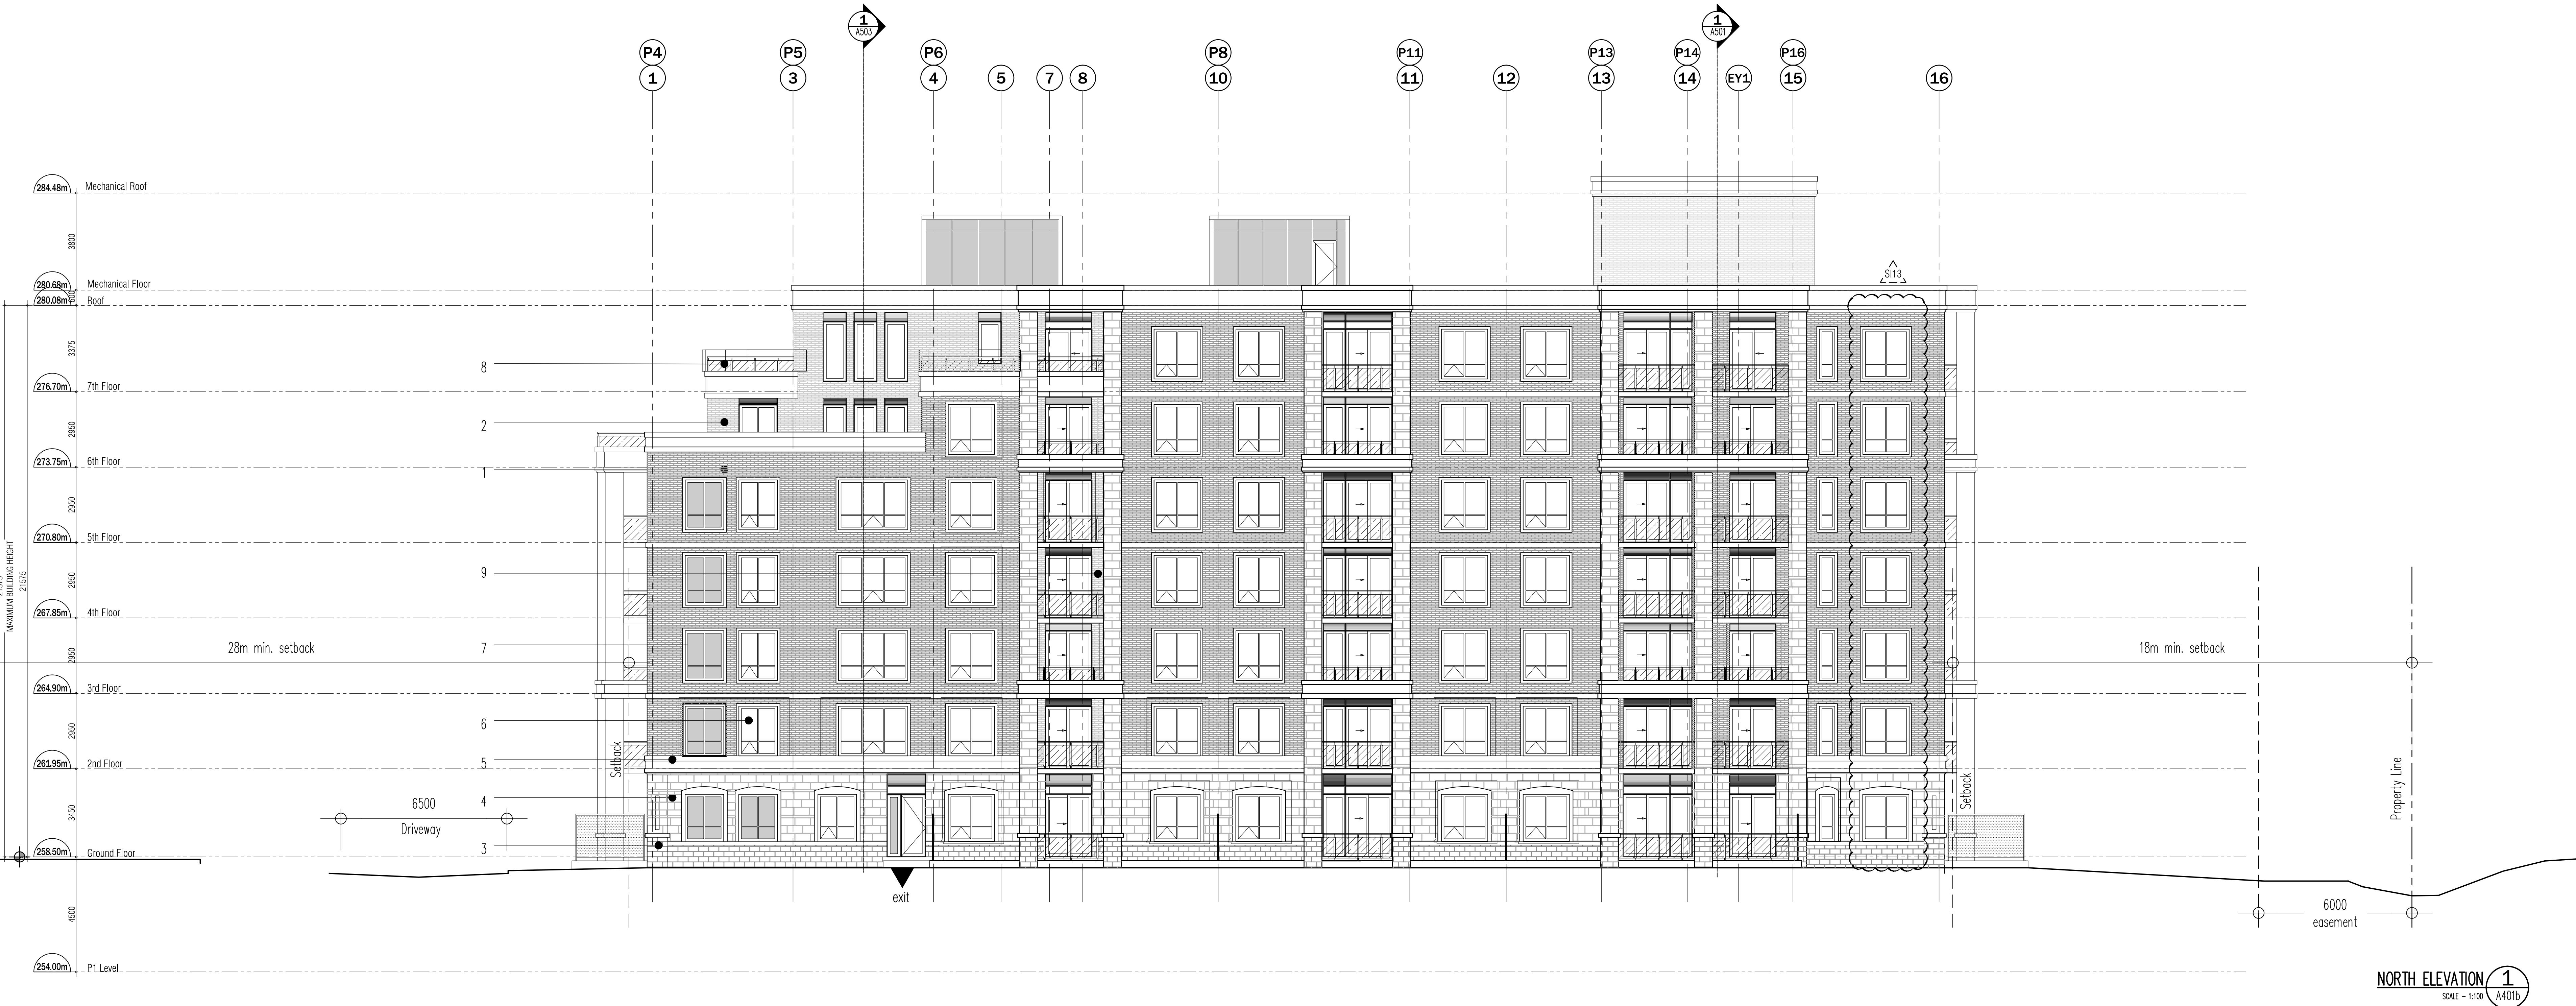 1
A503
1
A501
P4
P5
P6
P8
P11
P13
P14
P16
1
3
4
5
7
8
10
11
12
13
14
EY1
15
16
284.48m
Mechanical Roof
3800
SI13
280.68m
Mechanical Floor
600
280.08m
Roof
3375
8
276.70m
7th Floor
2950
2
273.75m
6th Floor
1
2950
270.80m
5th Floor
MAXIMUM BUILDING HEIGHT
21575
2950
9
267.85m
4th Floor
28m min. setback
2950
7
18m min. setback
264.90m
3rd Floor
2950
6
Setback
261.95m
2nd Floor
5
Setback
Property Line
6500
Driveway
4
3450
3
258.50m
Ground Floor
exit
4500
6000
easement
254.00m
P1 Level
NORTH ELEVATION
SCALE - 1:100
1
A401b